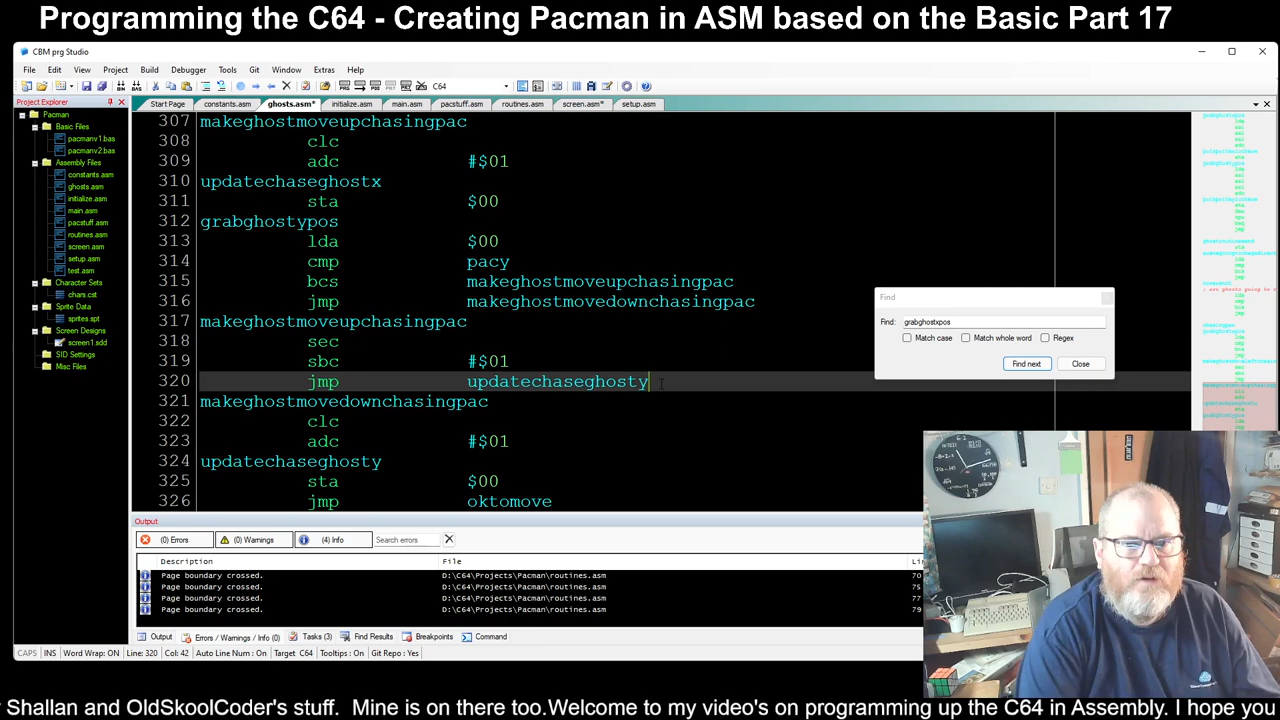 Programming the C64 - Creating Pacman in ASM based on the Basic Part 17
CBM prg Studio
File Edit View Project Build Debugger Tools Git Window Extras Help
C64
Project Explorer
Start Page constants.asm ghosts.asm* initialize.asm main.asm pacstuff.asm routines.asm screen.asm* setup.asm
Pacman
Basic Files
pacmanv1.bas
pacmanv2.bas
Assembly Files
constants.asm
ghosts.asm
initialize.asm
main.asm
pacstuff.asm
routines.asm
screen.asm
setup.asm
test.asm
Character Sets
chars.cst
Sprite Data
sprites.spt
Screen Designs
screen1.sdd
SID Settings
Misc Files
307 makeghostmoveupchasingpac
308 clc
309 adc #$01
310 updatechaseghostx
311 sta $00
312 grabghostypos
313 lda $00
314 cmp pacy
315 bcs makeghostmoveupchasingpac
316 jmp makeghostmovedownchasingpac
317 makeghostmoveupchasingpac
318 sec
319 sbc #$01
320 jmp updatechaseghosty
321 makeghostmovedownchasingpac
322 clc
323 adc #$01
324 updatechaseghosty
325 sta $00
326 jmp oktomove
Find
Find: grabghostxpos
Match case Match whole word Regex
Find next Close
Output
(0) Errors (0) Warnings (4) Info Search errors
Description File
Page boundary crossed. D:\C64\Projects\Pacman\routines.asm 70
Page boundary crossed. D:\C64\Projects\Pacman\routines.asm 75
Page boundary crossed. D:\C64\Projects\Pacman\routines.asm 77
Page boundary crossed. D:\C64\Projects\Pacman\routines.asm 79
Output Errors / Warnings / Info (0) Tasks (3) Find Results Breakpoints Command
CAPS INS Word Wrap: ON Line: 320 Col: 42 Auto Line Num : On Target C64 Tooltips : On Git Repo : Yes
Shallan and OldSkoolCoder's stuff. Mine is on there too.Welcome to my video's on programming up the C64 in Assembly. I hope you